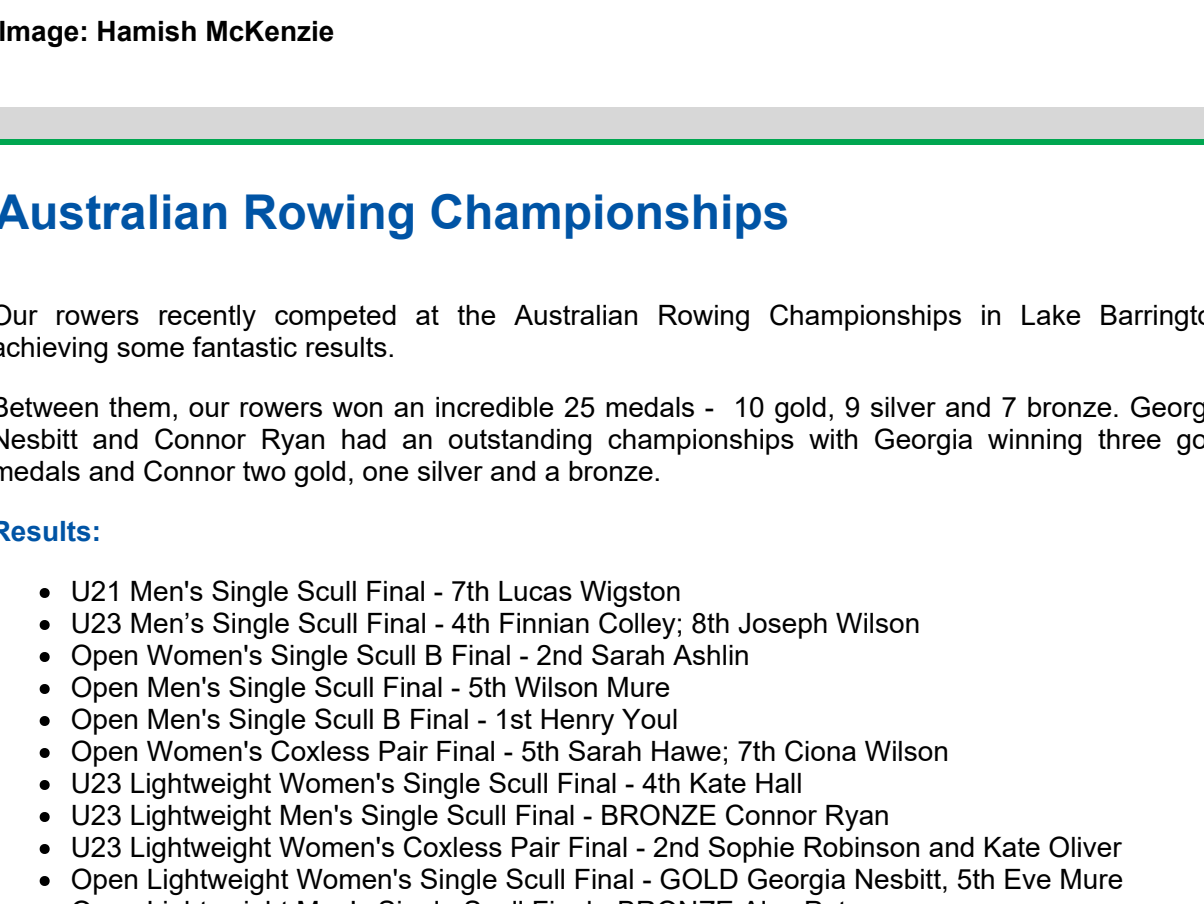 Image: Hamish McKenzie
Australian Rowing Championships
Our rowers recently competed at the Australian Rowing Championships in Lake
achieving some fantastic results.
Between them, our rowers won an incredible 25 medals -  10 gold, 9 silver and 7 bronze.
Nesbitt and Connor Ryan had an outstanding championships with Georgia winning three
medals and Connor two gold, one silver and a bronze.
Results:
• U21 Men's Single Scull Final - 7th Lucas Wigston
• U23 Men’s Single Scull Final - 4th Finnian Colley; 8th Joseph Wilson
• Open Women's Single Scull B Final - 2nd Sarah Ashlin
• Open Men's Single Scull Final - 5th Wilson Mure
• Open Men's Single Scull B Final - 1st Henry Youl
• Open Women's Coxless Pair Final - 5th Sarah Hawe; 7th Ciona Wilson
• U23 Lightweight Women's Single Scull Final - 4th Kate Hall
• U23 Lightweight Men's Single Scull Final - BRONZE Connor Ryan
• U23 Lightweight Women's Coxless Pair Final - 2nd Sophie Robinson and Kate Oliver
• Open Lightweight Women's Single Scull Final - GOLD Georgia Nesbitt, 5th Eve Mure